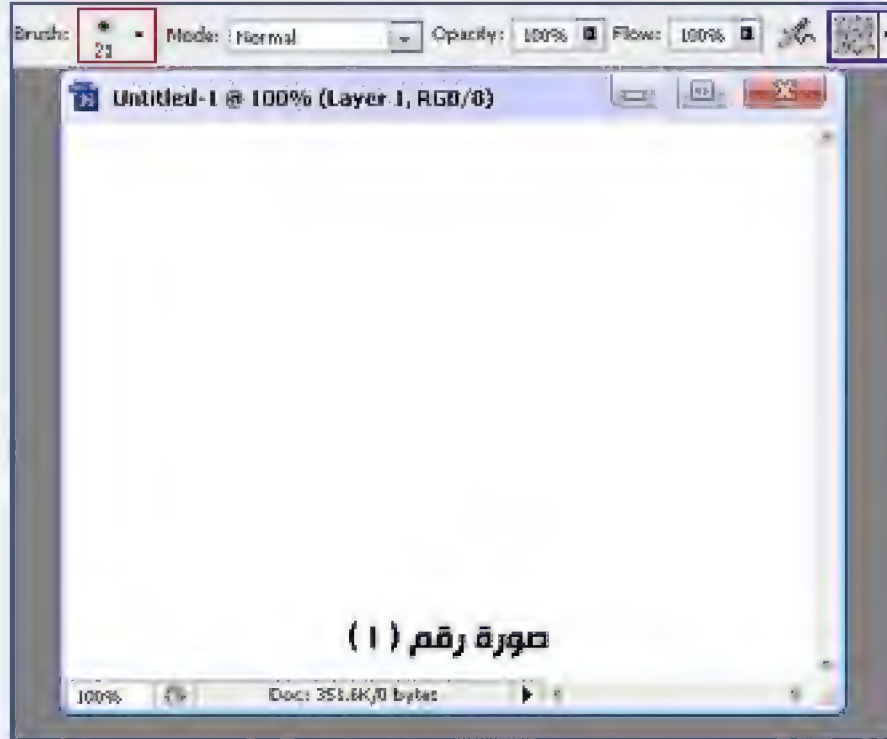 Brush: 21 Mode: Normal Opacity: 100% Flow: 100%
Untitled-1 @ 100% (Layer 1, RGB/8)
صورة رقم ( ١ )
100% Doc: 351.6K/0 bytes